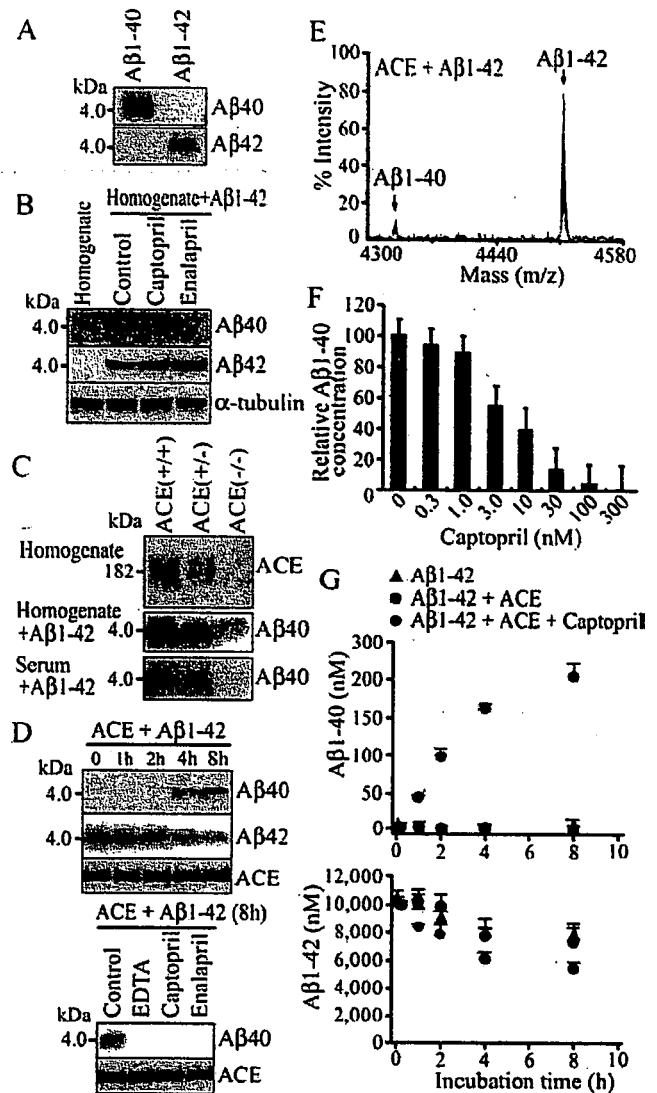 A
Aβ1-40
Aβ1-42
kDa
4.0
Aβ40
4.0
Aβ42
B
Homogenate
Homogenate+Aβ1-42
Control
Captopril
Enalapril
kDa
4.0
Aβ40
4.0
Aβ42
α-tubulin
C
ACE(+/+)
ACE(+/-)
ACE(-/-)
kDa
Homogenate
182
ACE
Homogenate
+Aβ1-42
4.0
Aβ40
Serum
+Aβ1-42
4.0
Aβ40
D
ACE + Aβ1-42
0 1h 2h 4h 8h
kDa
4.0
Aβ40
4.0
Aβ42
ACE
ACE + Aβ1-42 (8h)
Control
EDTA
Captopril
Enalapril
kDa
4.0
Aβ40
ACE
E
ACE + Aβ1-42
Aβ1-42
Aβ1-40
% Intensity
100
80
60
40
20
0
4300 4440 4580
Mass (m/z)
F
Relative Aβ1-40
concentration
120
100
80
60
40
20
0
0 0.3 1.0 3.0 10 30 100 300
Captopril (nM)
G
Aβ1-42
Aβ1-42 + ACE
Aβ1-42 + ACE + Captopril
Aβ1-40 (nM)
300
200
150
100
50
0
0 2 4 6 8 10
Aβ1-42 (nM)
12,000
10,000
8,000
6,000
4,000
2,000
0
0 2 4 6 8 10
Incubation time (h)